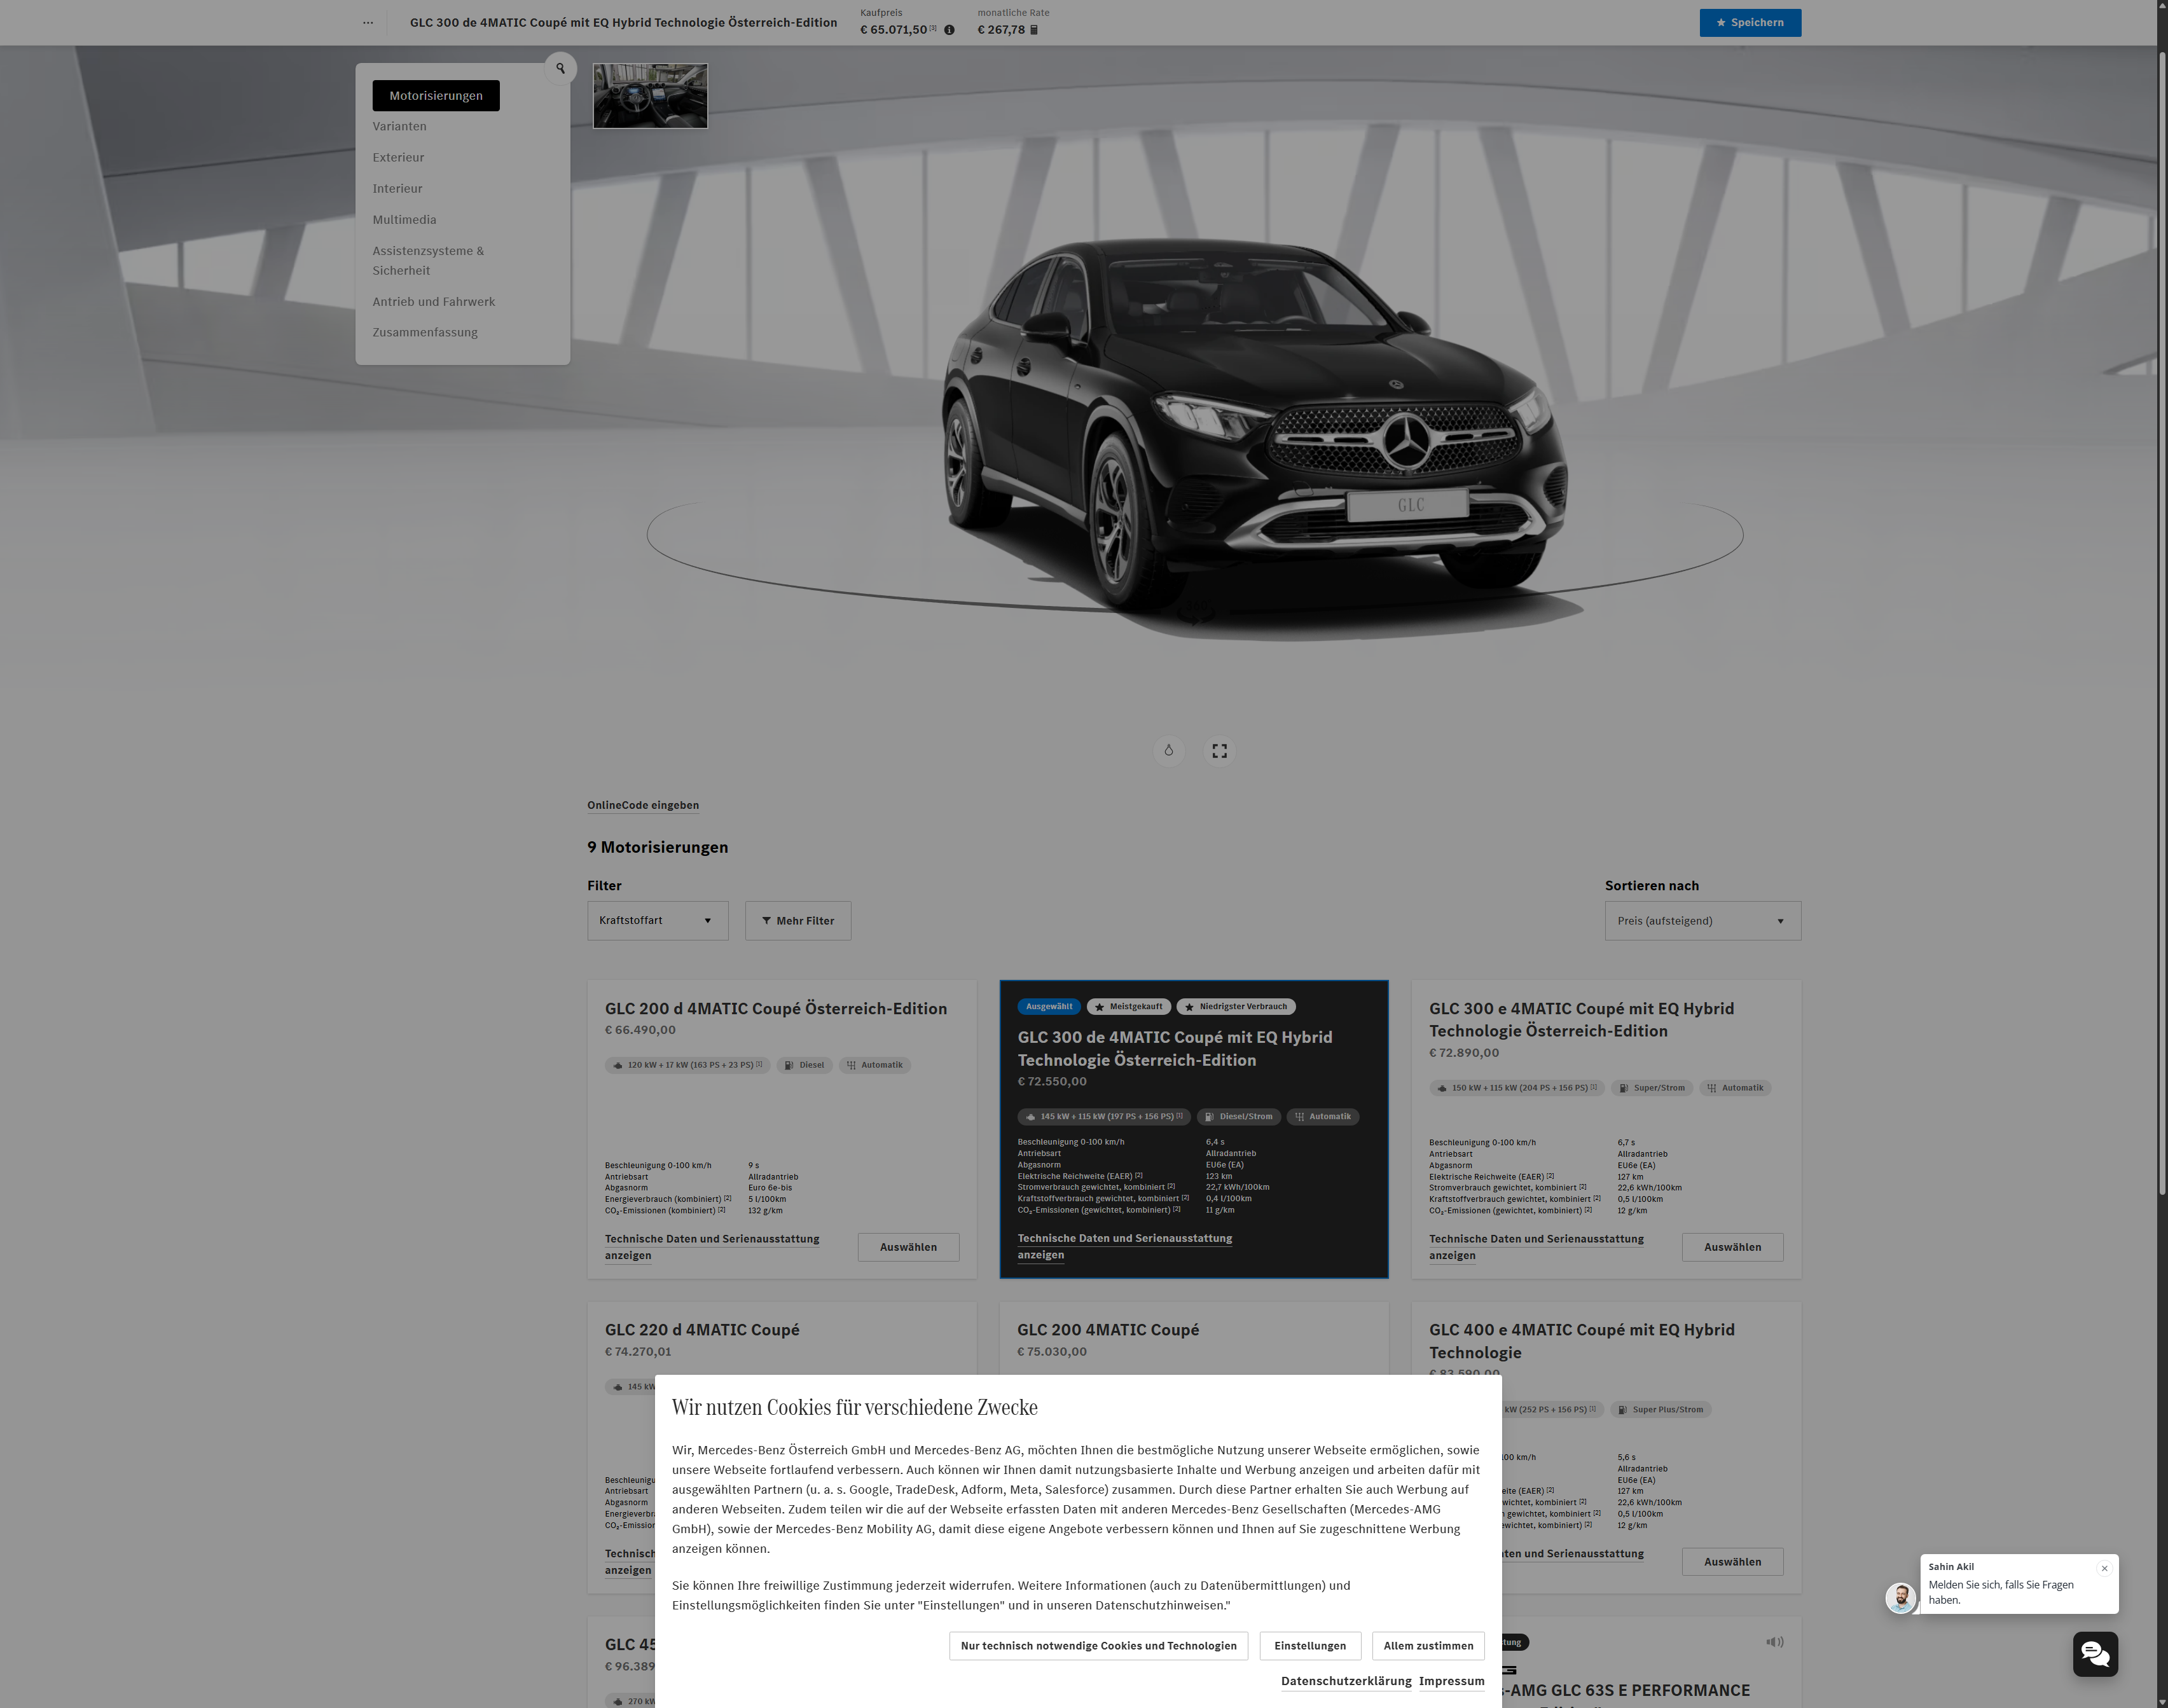 GLC 300 de 4MATIC Coupé mit EQ Hybrid Technologie Österreich-Edition
Kaufpreis
€ 65.071,50 [3]
monatliche Rate
€ 267,78
Speichern
Motorisierungen
Varianten
Exterieur
Interieur
Multimedia
Assistenzsysteme &
Sicherheit
Antrieb und Fahrwerk
Zusammenfassung
GLC
OnlineCode eingeben
9 Motorisierungen
Filter
Kraftstoffart
Mehr Filter
Sortieren nach
Preis (aufsteigend)
GLC 200 d 4MATIC Coupé Österreich-Edition
€ 66.490,00
120 kW + 17 kW (163 PS + 23 PS) [1]
Diesel
Automatik
Beschleunigung 0-100 km/h 9 s
Antriebsart Allradantrieb
Abgasnorm Euro 6e-bis
Energieverbrauch (kombiniert) [2] 5 l/100km
CO₂-Emissionen (kombiniert) [2] 132 g/km
Technische Daten und Serienausstattung
anzeigen
Auswählen
Ausgewählt
Meistgekauft
Niedrigster Verbrauch
GLC 300 de 4MATIC Coupé mit EQ Hybrid
Technologie Österreich-Edition
€ 72.550,00
145 kW + 115 kW (197 PS + 156 PS) [1]
Diesel/Strom
Automatik
Beschleunigung 0-100 km/h 6,4 s
Antriebsart Allradantrieb
Abgasnorm EU6e (EA)
Elektrische Reichweite (EAER) [2] 123 km
Stromverbrauch gewichtet, kombiniert [2] 22,7 kWh/100km
Kraftstoffverbrauch gewichtet, kombiniert [2] 0,4 l/100km
CO₂-Emissionen (gewichtet, kombiniert) [2] 11 g/km
Technische Daten und Serienausstattung
anzeigen
GLC 300 e 4MATIC Coupé mit EQ Hybrid
Technologie Österreich-Edition
€ 72.890,00
150 kW + 115 kW (204 PS + 156 PS) [1]
Super/Strom
Automatik
Beschleunigung 0-100 km/h 6,7 s
Antriebsart Allradantrieb
Abgasnorm EU6e (EA)
Elektrische Reichweite (EAER) [2] 127 km
Stromverbrauch gewichtet, kombiniert [2] 22,6 kWh/100km
Kraftstoffverbrauch gewichtet, kombiniert [2] 0,5 l/100km
CO₂-Emissionen (gewichtet, kombiniert) [2] 12 g/km
Technische Daten und Serienausstattung
anzeigen
Auswählen
GLC 220 d 4MATIC Coupé
€ 74.270,01
145 kW
Beschleunigu
Antriebsart
Abgasnorm
Energieverbra
CO₂-Emission
Technisch
anzeigen
GLC 200 4MATIC Coupé
€ 75.030,00
GLC 400 e 4MATIC Coupé mit EQ Hybrid
Technologie
€ 83.590,00
kW (252 PS + 156 PS) [1]
Super Plus/Strom
00 km/h 5,6 s
Allradantrieb
EU6e (EA)
eite (EAER) [2] 127 km
wichtet, kombiniert [2] 22,6 kWh/100km
h gewichtet, kombiniert [2] 0,5 l/100km
ewichtet, kombiniert) [2] 12 g/km
ten und Serienausstattung
Auswählen
GLC 45
€ 96.389
270 kW
tung
s-AMG GLC 63S E PERFORMANCE
Wir nutzen Cookies für verschiedene Zwecke
Wir, Mercedes-Benz Österreich GmbH und Mercedes-Benz AG, möchten Ihnen die bestmögliche Nutzung unserer Webseite ermöglichen, sowie
unsere Webseite fortlaufend verbessern. Auch können wir Ihnen damit nutzungsbasierte Inhalte und Werbung anzeigen und arbeiten dafür mit
ausgewählten Partnern (u. a. s. Google, TradeDesk, Adform, Meta, Salesforce) zusammen. Durch diese Partner erhalten Sie auch Werbung auf
anderen Webseiten. Zudem teilen wir die auf der Webseite erfassten Daten mit anderen Mercedes-Benz Gesellschaften (Mercedes-AMG
GmbH), sowie der Mercedes-Benz Mobility AG, damit diese eigene Angebote verbessern können und Ihnen auf Sie zugeschnittene Werbung
anzeigen können.
Sie können Ihre freiwillige Zustimmung jederzeit widerrufen. Weitere Informationen (auch zu Datenübermittlungen) und
Einstellungsmöglichkeiten finden Sie unter "Einstellungen" und in unseren Datenschutzhinweisen."
Nur technisch notwendige Cookies und Technologien
Einstellungen
Allem zustimmen
Datenschutzerklärung
Impressum
Sahin Akil
Melden Sie sich, falls Sie Fragen
haben.